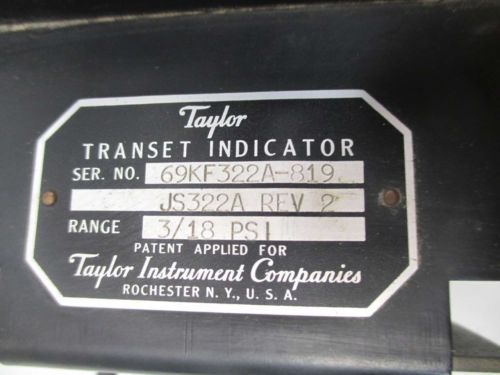 Taylor
TRANSET INDICATOR
SER. NO. 69KF322A-819
JS322A REV 2
RANGE 3/18 PSI
PATENT APPLIED FOR
Taylor Instrument Companies
ROCHESTER N. Y., U. S. A.